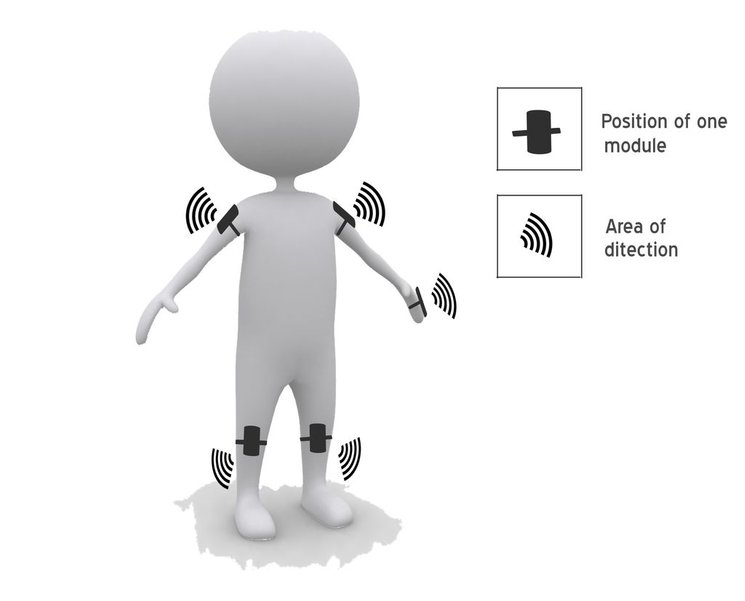 Position of one
module
Area of
ditection